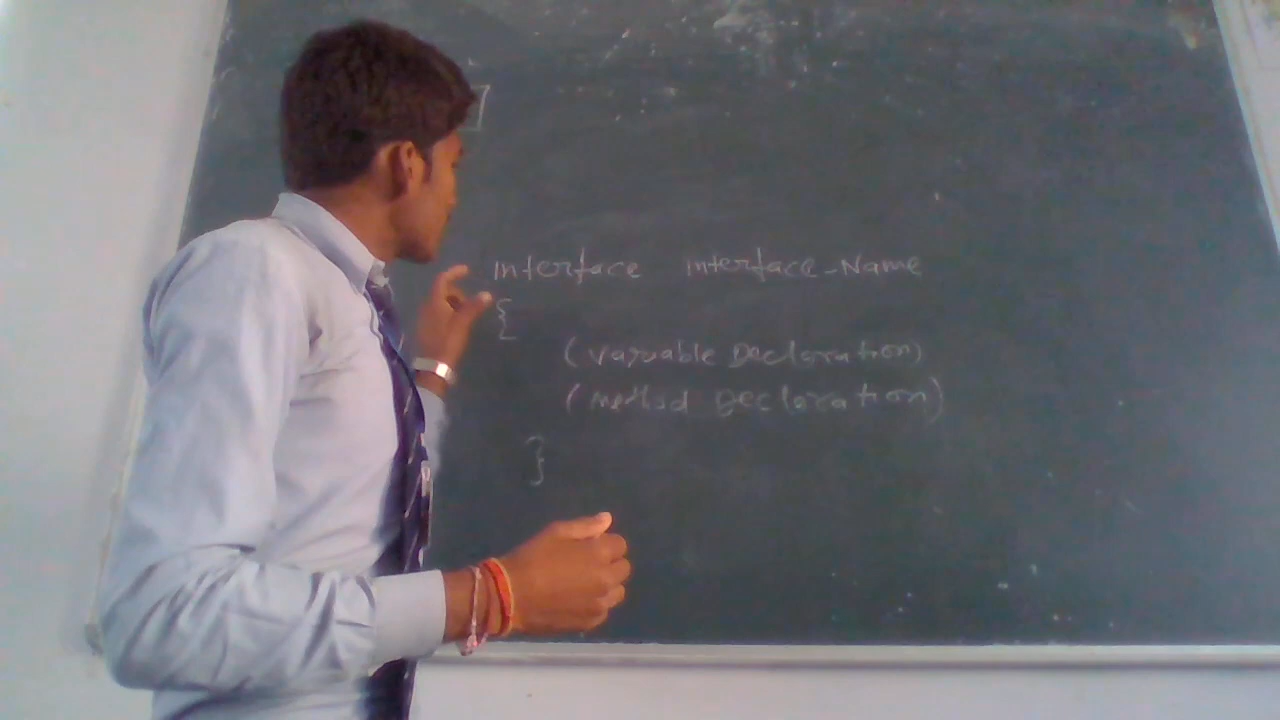 interface interface-Name
{
(variable Declaration)
(method Declaration)
}